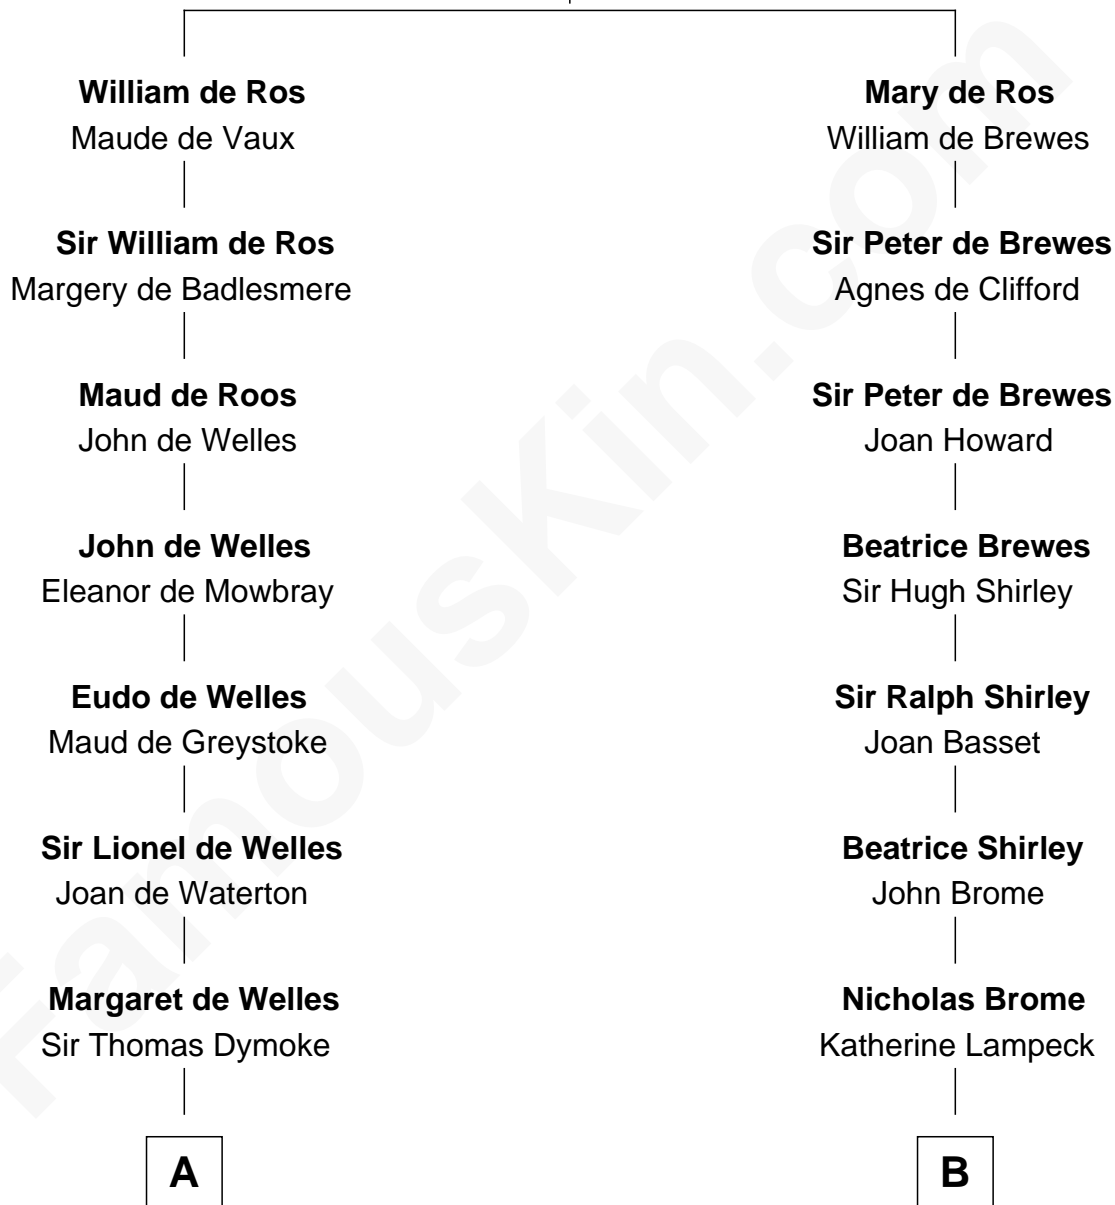 William de Ros
Maude de Vaux
Sir William de Ros
Margery de Badlesmere
Maud de Roos
John de Welles
John de Welles
Eleanor de Mowbray
Eudo de Welles
Maud de Greystoke
Sir Lionel de Welles
Joan de Waterton
Margaret de Welles
Sir Thomas Dymoke
A
Mary de Ros
William de Brewes
Sir Peter de Brewes
Agnes de Clifford
Sir Peter de Brewes
Joan Howard
Beatrice Brewes
Sir Hugh Shirley
Sir Ralph Shirley
Joan Basset
Beatrice Shirley
John Brome
Nicholas Brome
Katherine Lampeck
B
FamousKin.com